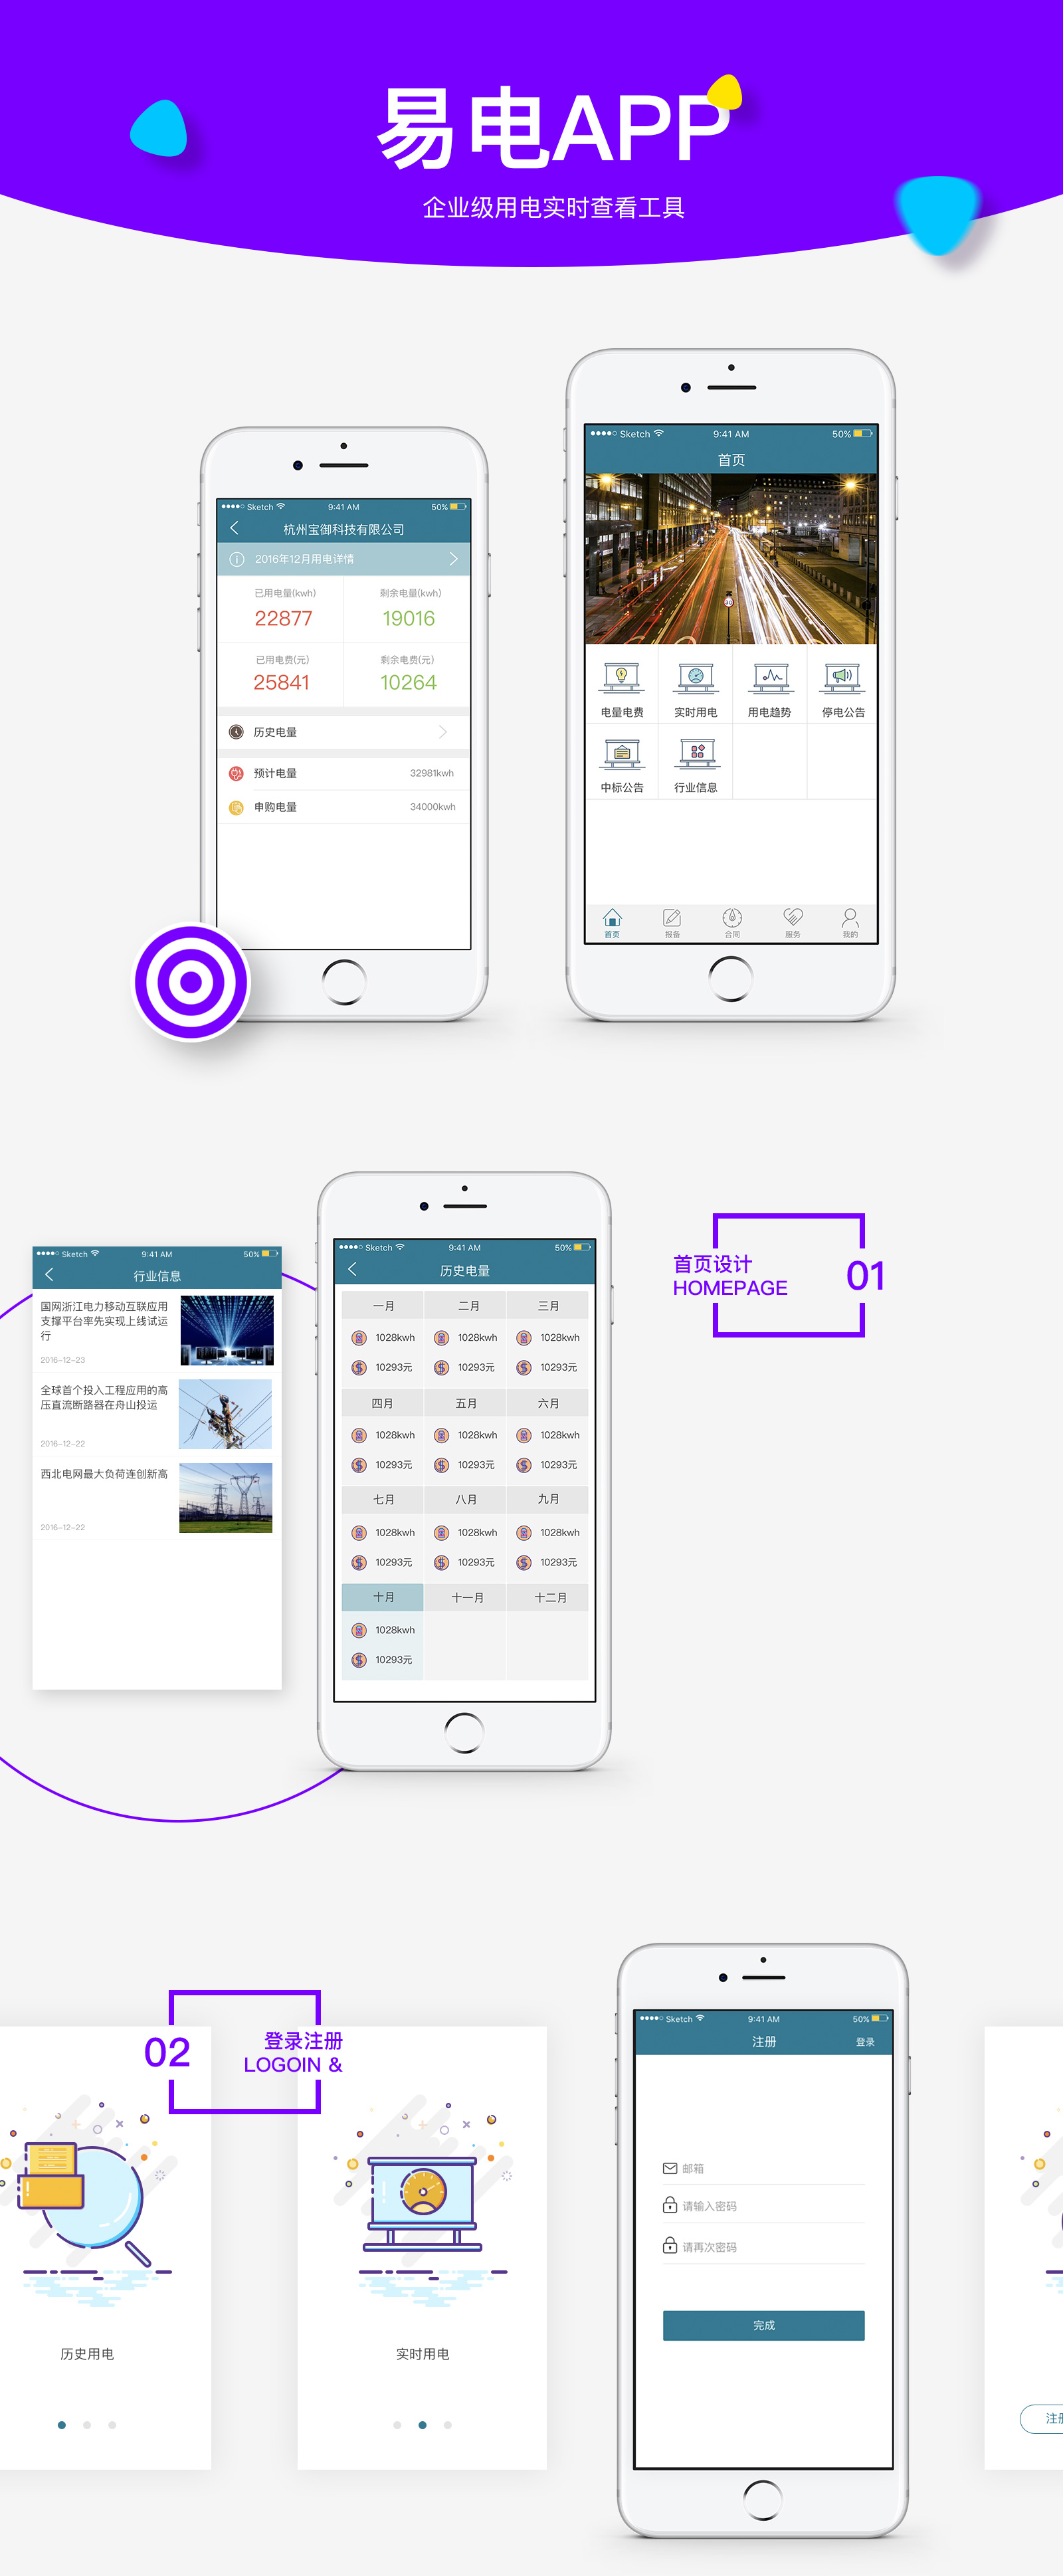 易电APP
企业级用电实时查看工具
Sketch 9:41 AM 50%
杭州宝御科技有限公司
2016年12月用电详情
已用电量(kwh) 剩余电量(kwh)
22877 19016
已用电费(元) 剩余电费(元)
25841 10264
历史电量
预计电量 32981kwh
申购电量 34000kwh
Sketch 9:41 AM 50%
首页
电量电费 实时用电 用电趋势 停电公告
中标公告 行业信息
首页 报备 合同 服务 我的
Sketch 9:41 AM 50%
行业信息
国网浙江电力移动互联应用
支撑平台率先实现上线试运
行
2016-12-23
全球首个投入工程应用的高
压直流断路器在舟山投运
2016-12-22
西北电网最大负荷连创新高
2016-12-22
Sketch 9:41 AM 50%
历史电量
一月 二月 三月
1028kwh 1028kwh 1028kwh
10293元 10293元 10293元
四月 五月 六月
1028kwh 1028kwh 1028kwh
10293元 10293元 10293元
七月 八月 九月
1028kwh 1028kwh 1028kwh
10293元 10293元 10293元
十月 十一月 十二月
1028kwh
10293元
首页设计
HOMEPAGE
01
02
登录注册
LOGOIN &
历史用电
实时用电
Sketch 9:41 AM 50%
注册 登录
邮箱
请输入密码
请再次密码
完成